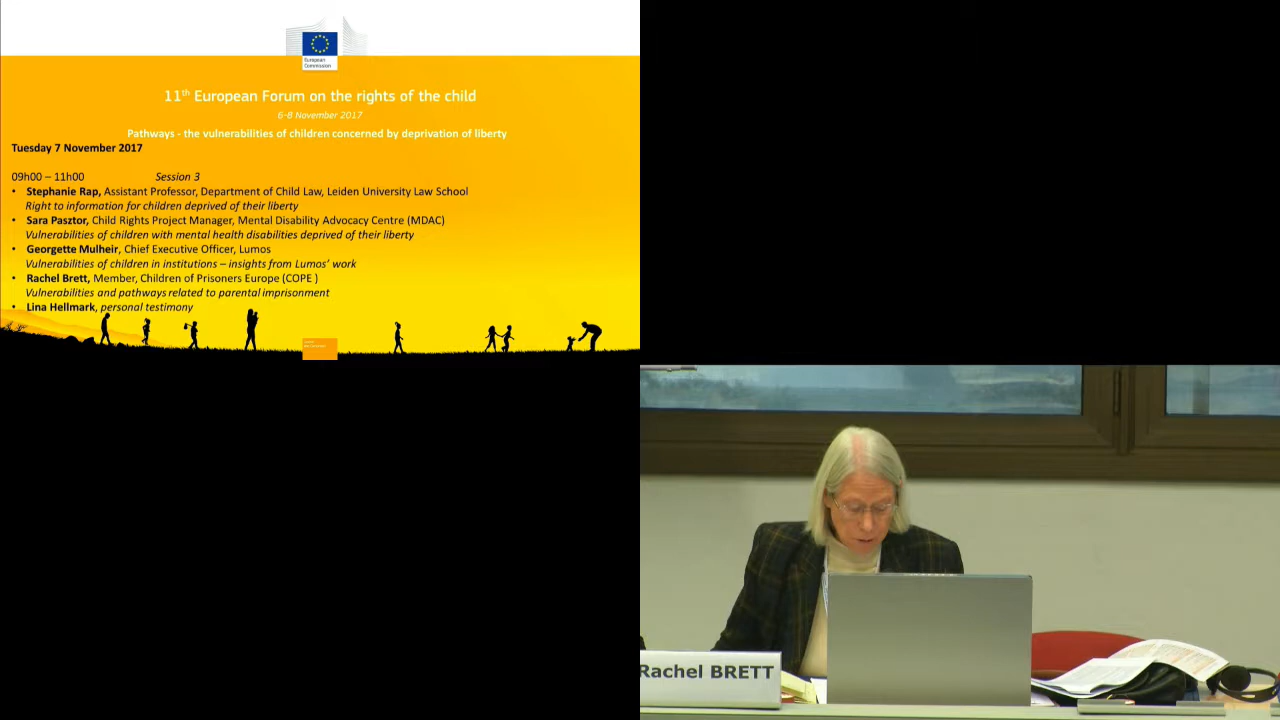 European
Commission
11th European Forum on the rights of the child
6-8 November 2017
Pathways - the vulnerabilities of children concerned by deprivation of liberty
Tuesday 7 November 2017
09h00 – 11h00 Session 3
• Stephanie Rap, Assistant Professor, Department of Child Law, Leiden University Law School
Right to information for children deprived of their liberty
• Sara Pasztor, Child Rights Project Manager, Mental Disability Advocacy Centre (MDAC)
Vulnerabilities of children with mental health disabilities deprived of their liberty
• Georgette Mulheir, Chief Executive Officer, Lumos
Vulnerabilities of children in institutions – insights from Lumos' work
• Rachel Brett, Member, Children of Prisoners Europe (COPE )
Vulnerabilities and pathways related to parental imprisonment
• Lina Hellmark, personal testimony
Rachel BRETT